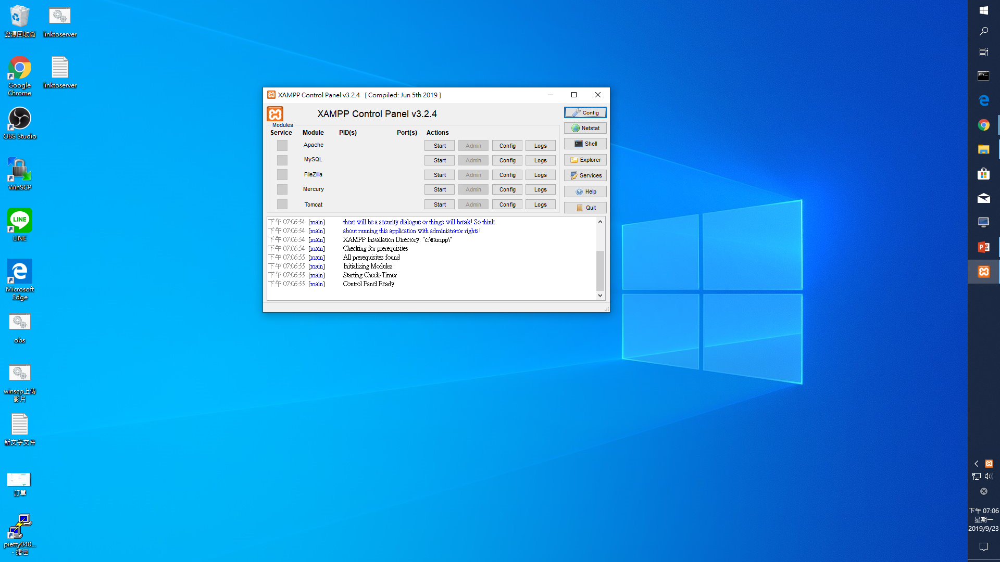 資源回收筒
linktoserver
Google
Chrome
linktoserver
OBS Studio
WinSCP
LINE
LINE
Microsoft
Edge
obs
winscp上傳
影片
新文字文件
訂單
pietty040...
- 捷徑
XAMPP Control Panel v3.2.4 [ Compiled: Jun 5th 2019 ]
XAMPP Control Panel v3.2.4
Modules
Service Module PID(s) Port(s) Actions
Apache Start Admin Config Logs
MySQL Start Admin Config Logs
FileZilla Start Admin Config Logs
Mercury Start Admin Config Logs
Tomcat Start Admin Config Logs
Config
Netstat
Shell
Explorer
Services
Help
Quit
下午 07:06:54 [main] there will be a security dialogue or things will break! So think
下午 07:06:54 [main] about running this application with administrator rights!
下午 07:06:54 [main] XAMPP Installation Directory: "c:\xampp\"
下午 07:06:54 [main] Checking for prerequisites
下午 07:06:55 [main] All prerequisites found
下午 07:06:55 [main] Initializing Modules
下午 07:06:55 [main] Starting Check-Timer
下午 07:06:55 [main] Control Panel Ready
下午 07:06
星期一
2019/9/23